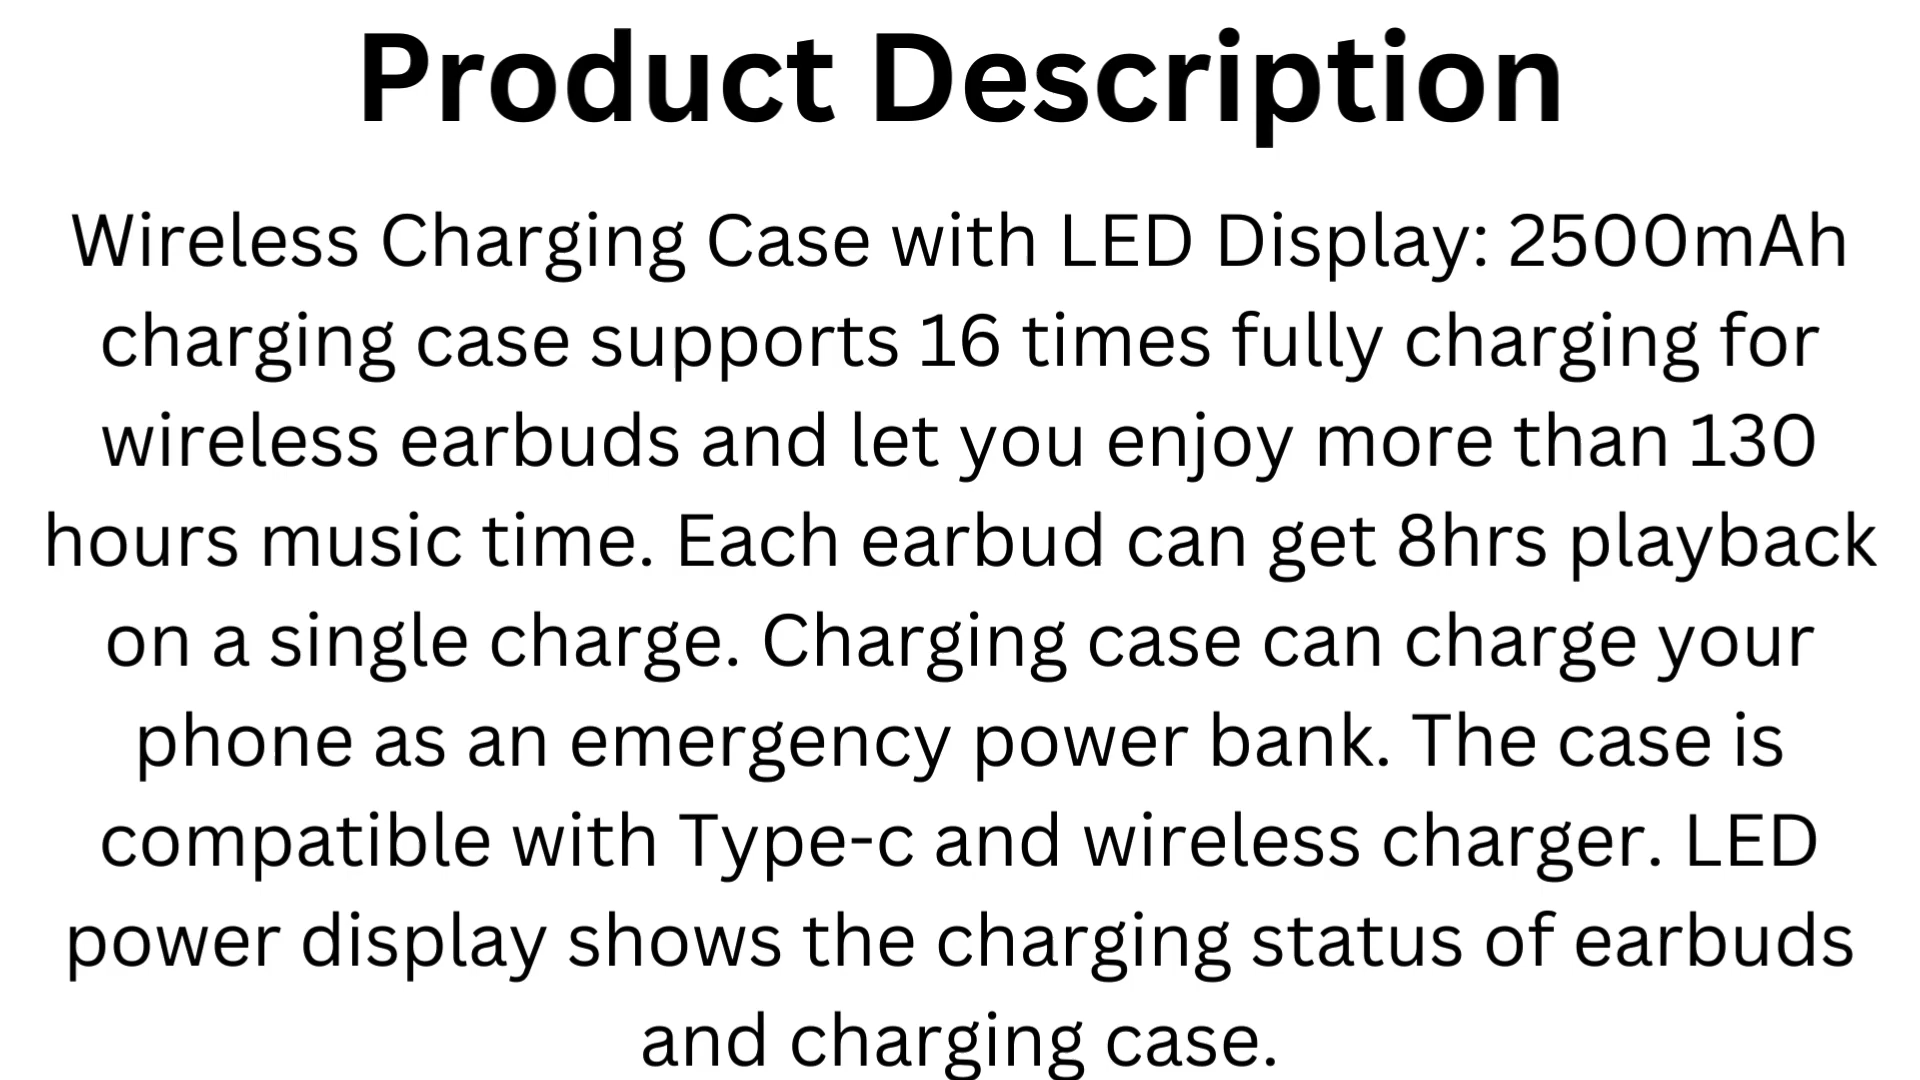 Product Description
Wireless Charging Case with LED Display: 2500mAh
charging case supports 16 times fully charging for
wireless earbuds and let you enjoy more than 130
hours music time. Each earbud can get 8hrs playback
on a single charge. Charging case can charge your
phone as an emergency power bank. The case is
compatible with Type-c and wireless charger. LED
power display shows the charging status of earbuds
and charging case.